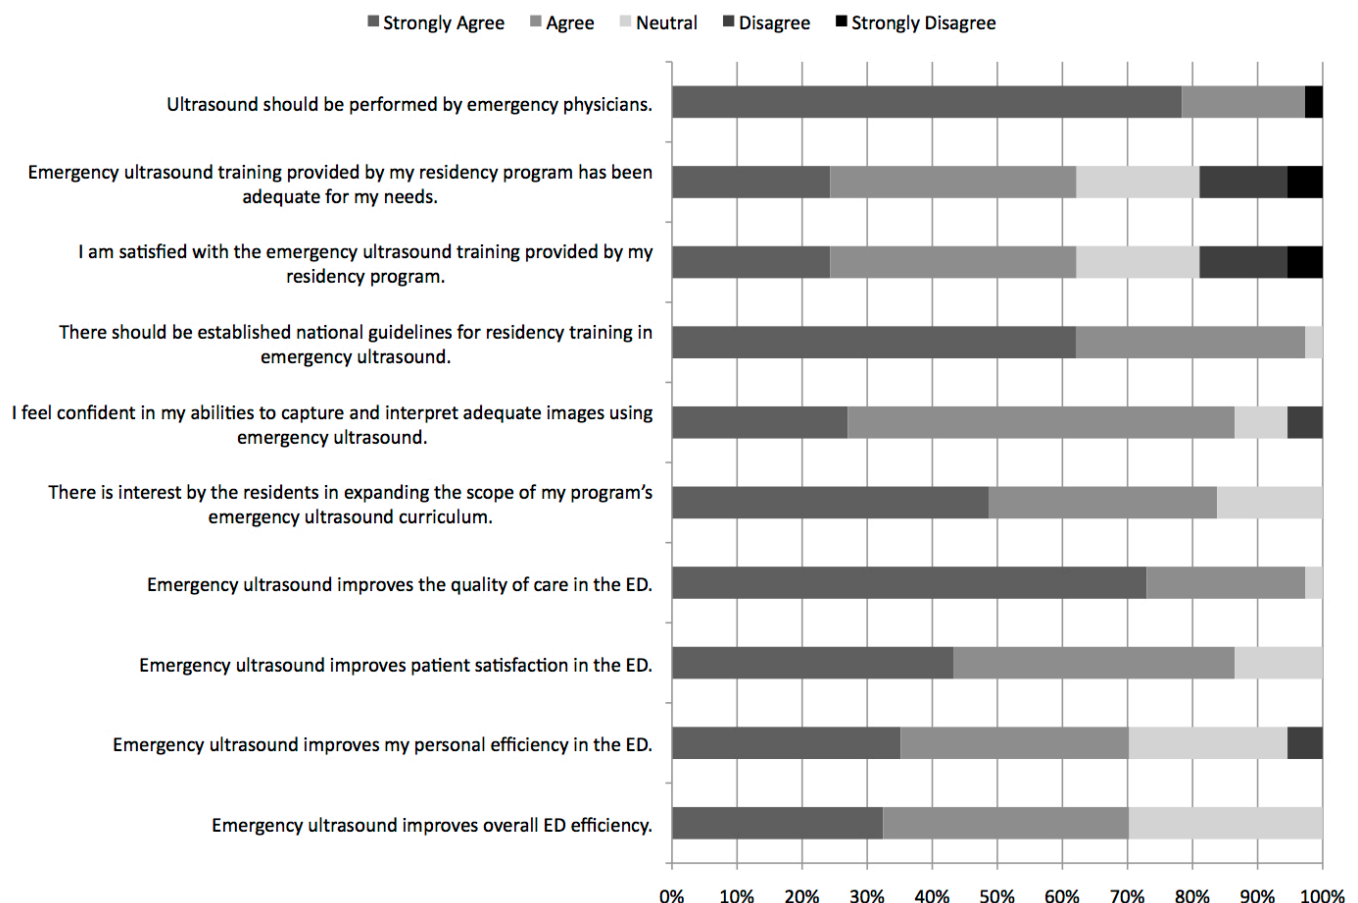 Strongly Agree Agree Neutral Disagree Strongly Disagree
Ultrasound should be performed by emergency physicians.
Emergency ultrasound training provided by my residency program has been
adequate for my needs.
I am satisfied with the emergency ultrasound training provided by my
residency program.
There should be established national guidelines for residency training in
emergency ultrasound.
I feel confident in my abilities to capture and interpret adequate images using
emergency ultrasound.
There is interest by the residents in expanding the scope of my program’s
emergency ultrasound curriculum.
Emergency ultrasound improves the quality of care in the ED.
Emergency ultrasound improves patient satisfaction in the ED.
Emergency ultrasound improves my personal efficiency in the ED.
Emergency ultrasound improves overall ED efficiency.
0% 10% 20% 30% 40% 50% 60% 70% 80% 90% 100%